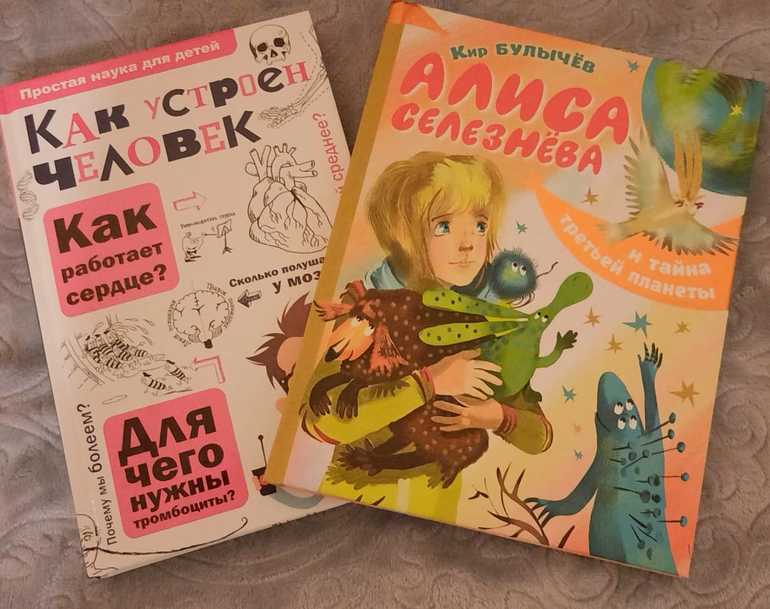 Простая наука для детей
Как устроен
человек
Как
работает
сердце?
Сколько полуша
у моз
среднее?
Почему мы болеем?
Для
чего
нужны
тромбоциты?
Кир Булычёв
Алиса
Селезнёва
и тайна
третьей планеты